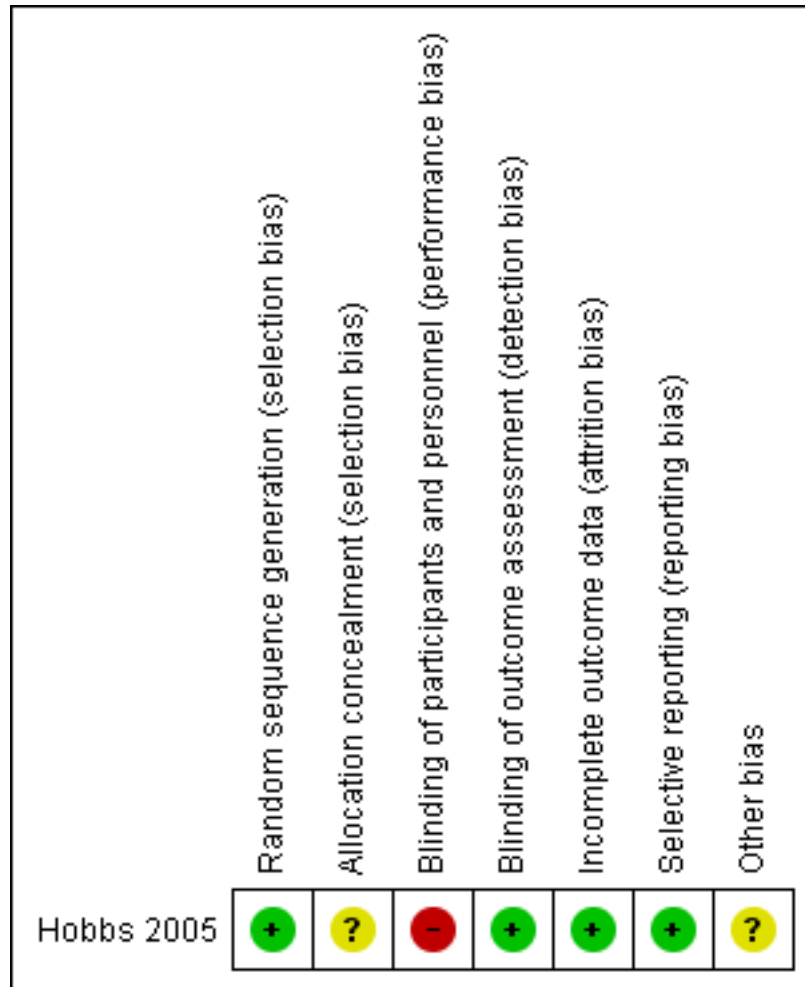 Random sequence generation (selection bias)
Allocation concealment (selection bias)
Blinding of participants and personnel (performance bias)
Blinding of outcome assessment (detection bias)
Incomplete outcome data (attrition bias)
Selective reporting (reporting bias)
Other bias
Hobbs 2005 + ? - + + + ?